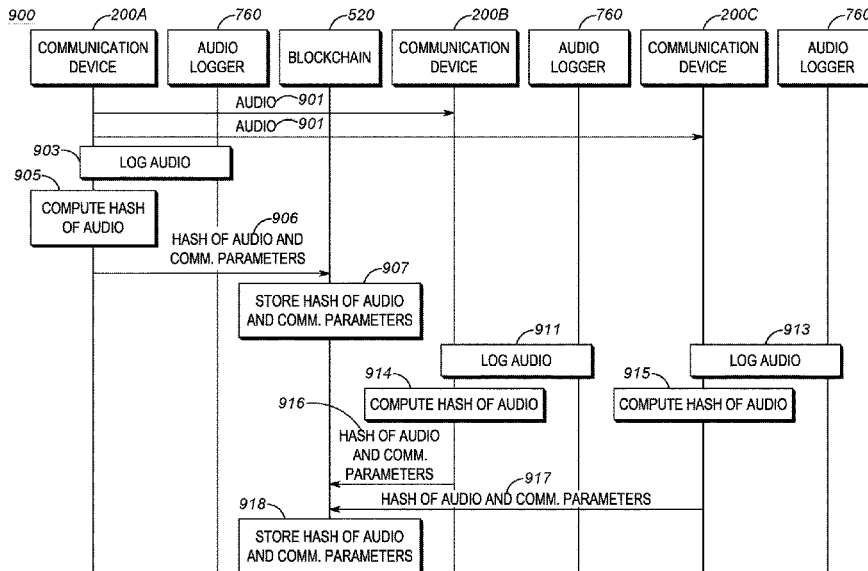 900
200A
760
520
200B
760
200C
760
COMMUNICATION
DEVICE
AUDIO
LOGGER
BLOCKCHAIN
COMMUNICATION
DEVICE
AUDIO
LOGGER
COMMUNICATION
DEVICE
AUDIO
LOGGER
AUDIO 901
AUDIO 901
903
LOG AUDIO
905
COMPUTE HASH
OF AUDIO
906
HASH OF AUDIO AND
COMM. PARAMETERS
907
STORE HASH OF AUDIO
AND COMM. PARAMETERS
911
LOG AUDIO
913
LOG AUDIO
914
COMPUTE HASH OF AUDIO
915
COMPUTE HASH OF AUDIO
916
HASH OF AUDIO
AND COMM.
PARAMETERS
917
HASH OF AUDIO AND COMM. PARAMETERS
918
STORE HASH OF AUDIO
AND COMM. PARAMETERS